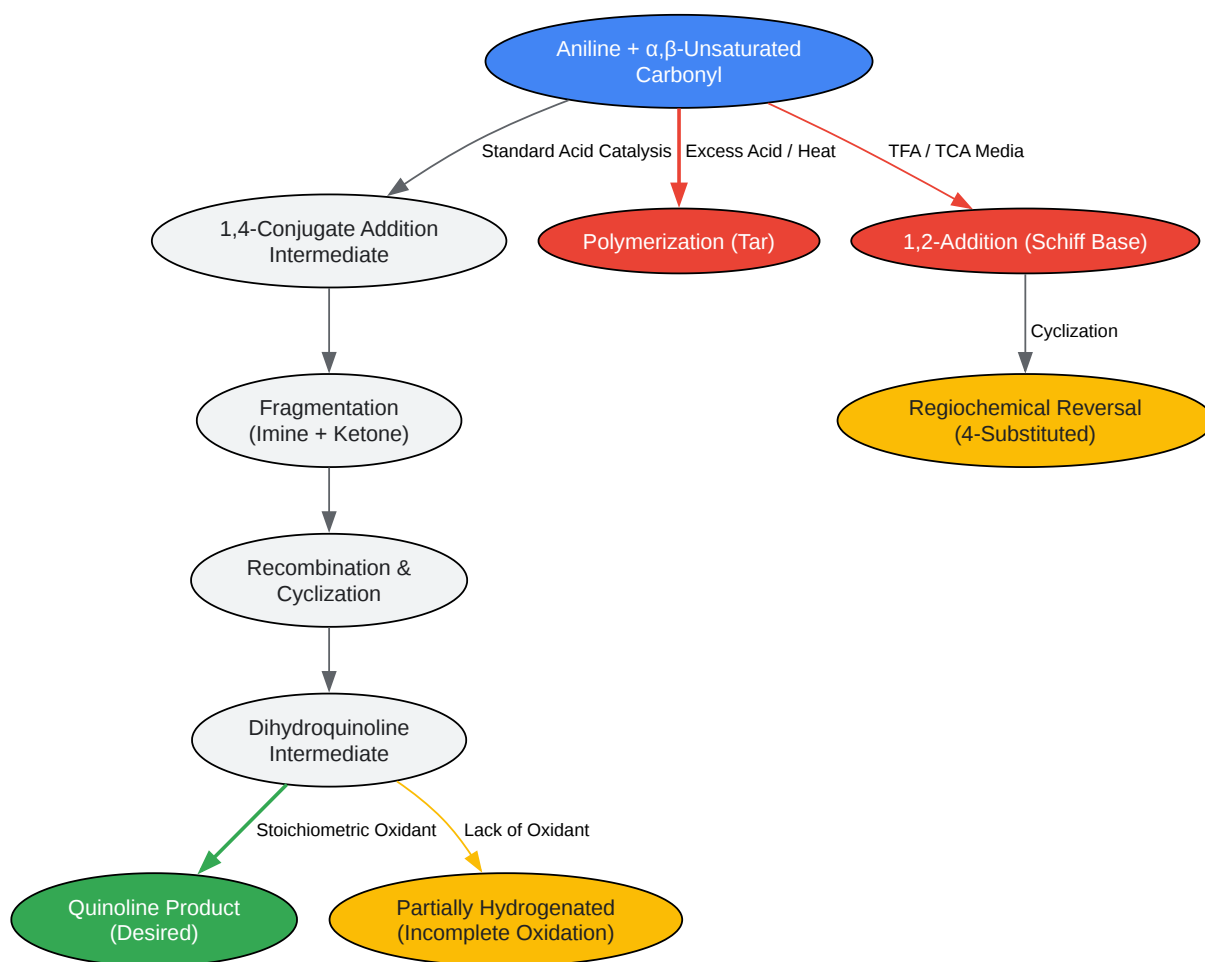 Aniline + α,β-Unsaturated
Carbonyl
Standard Acid Catalysis
Excess Acid / Heat
TFA / TCA Media
1,4-Conjugate Addition
Intermediate
Polymerization (Tar)
1,2-Addition (Schiff Base)
Cyclization
Fragmentation
(Imine + Ketone)
Regiochemical Reversal
(4-Substituted)
Recombination &
Cyclization
Dihydroquinoline
Intermediate
Stoichiometric Oxidant
Lack of Oxidant
Quinoline Product
(Desired)
Partially Hydrogenated
(Incomplete Oxidation)